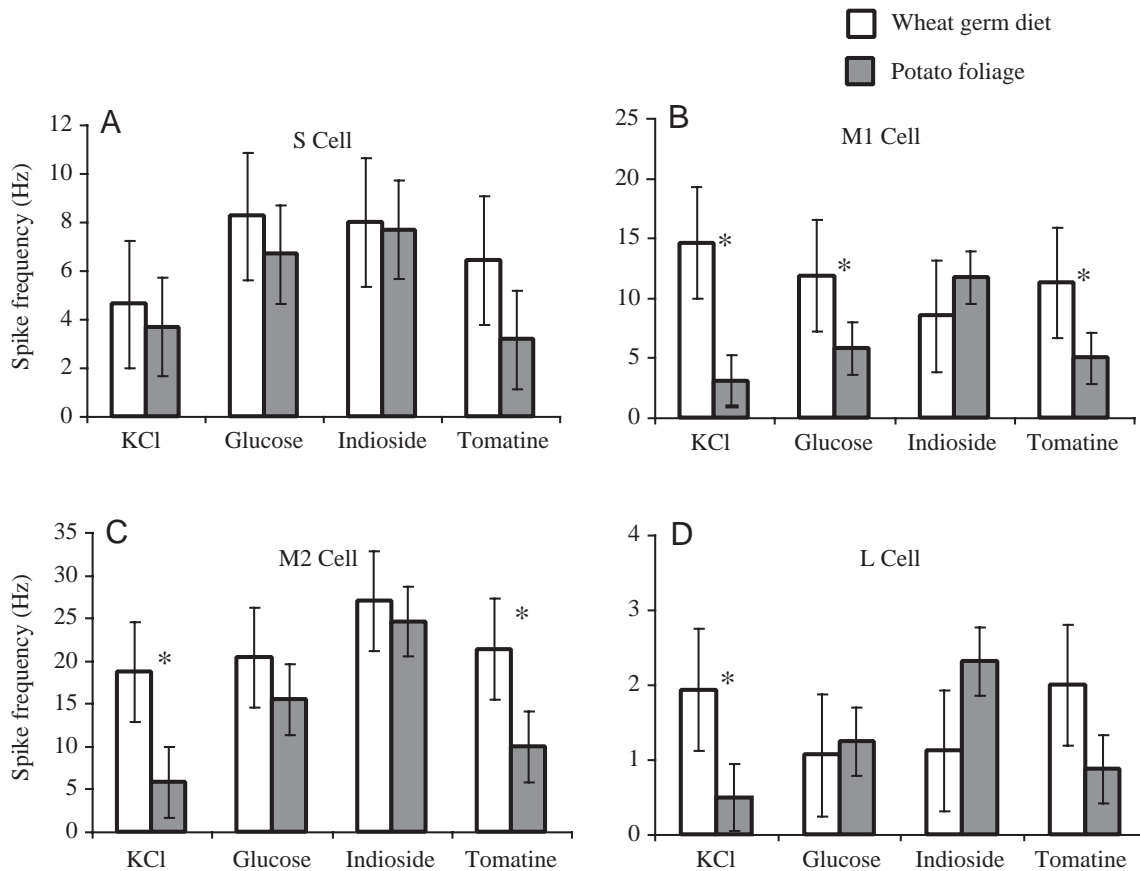 Wheat germ diet
Potato foliage
A
S Cell
Spike frequency (Hz)
12
10
8
6
4
2
0
KCl Glucose Indioside Tomatine
B
M1 Cell
25
20
15
10
5
0
* * *
KCl Glucose Indioside Tomatine
C
M2 Cell
Spike frequency (Hz)
35
30
25
20
15
10
5
0
* *
KCl Glucose Indioside Tomatine
D
L Cell
4
3
2
1
0
*
KCl Glucose Indioside Tomatine